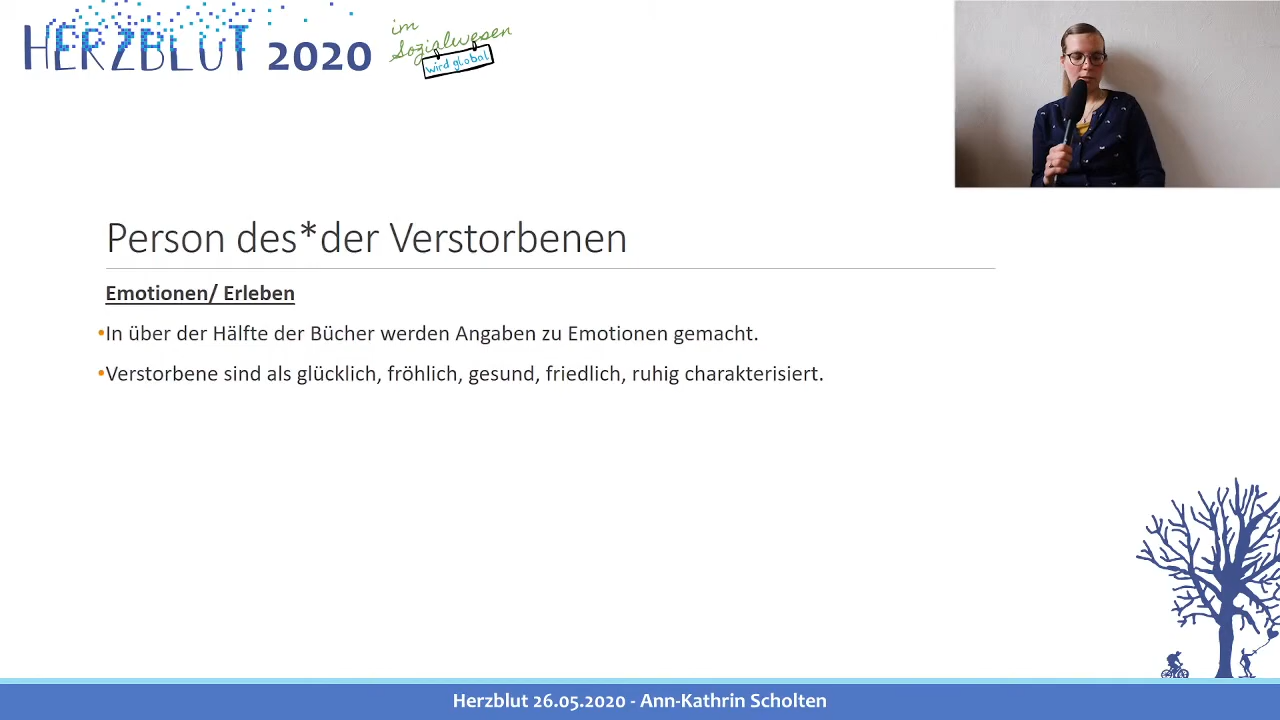 HERZBLUT 2020
im
Sozialwesen
wird global
Person des*der Verstorbenen
Emotionen/ Erleben
•In über der Hälfte der Bücher werden Angaben zu Emotionen gemacht.
•Verstorbene sind als glücklich, fröhlich, gesund, friedlich, ruhig charakterisiert.
Herzblut 26.05.2020 - Ann-Kathrin Scholten